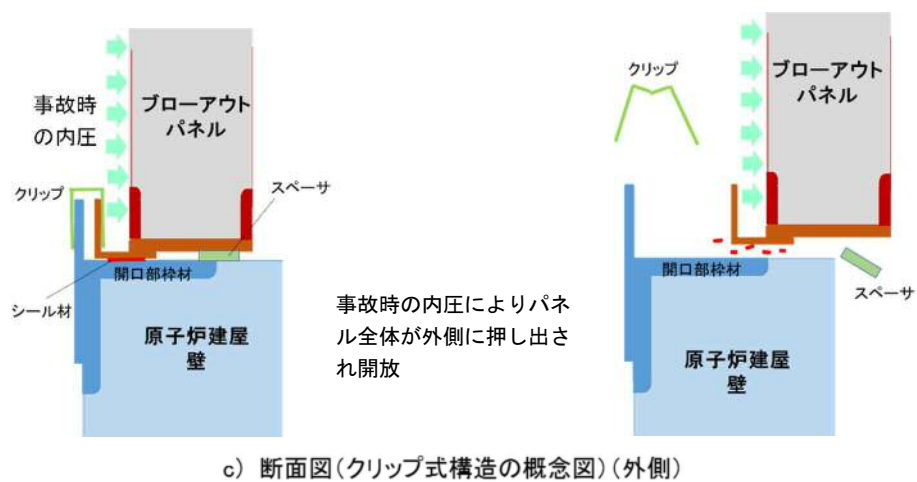 事故時
の内圧
ブローアウト
パネル
クリップ
スペーサ
開口部枠材
シール材
原子炉建屋
壁
事故時の内圧によりパネ
ル全体が外側に押し出さ
れ開放
クリップ
ブローアウト
パネル
開口部枠材
スペーサ
原子炉建屋
壁
c) 断面図(クリップ式構造の概念図)(外側)